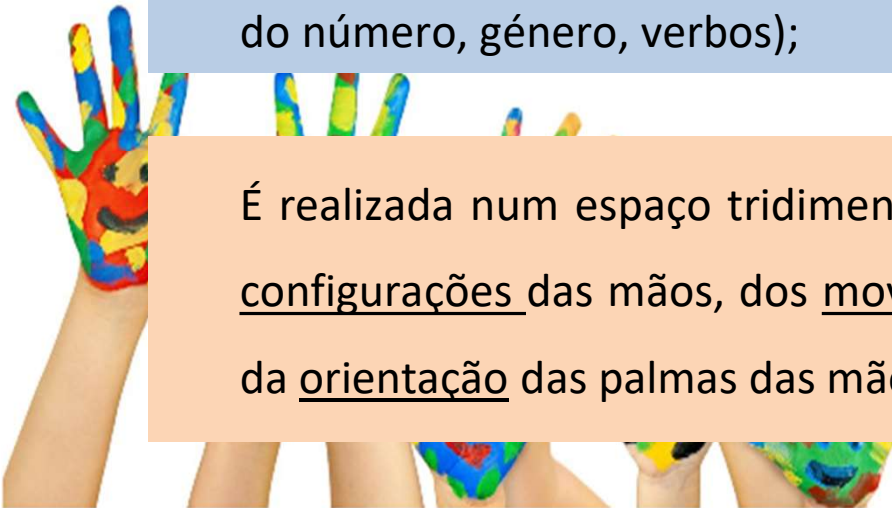 do número, género, verbos);
É realizada num espaço
configurações das mãos, dos
da orientação das palmas das